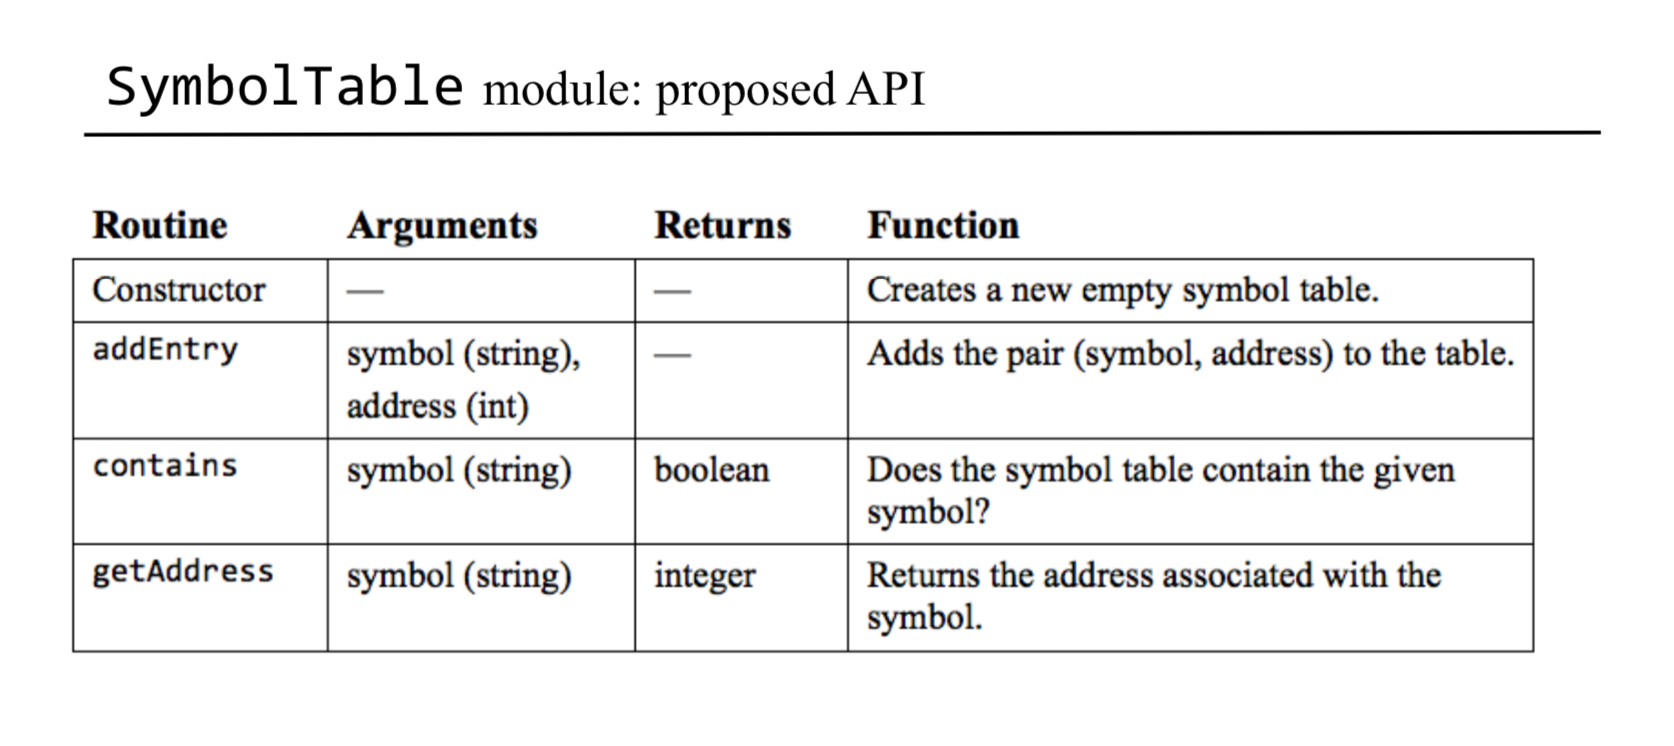 SymbolTable module: proposed API
Routine Arguments Returns Function
Constructor — — Creates a new empty symbol table.
addEntry symbol (string), — Adds the pair (symbol, address) to the table.
address (int)
contains symbol (string) boolean Does the symbol table contain the given
symbol?
getAddress symbol (string) integer Returns the address associated with the
symbol.